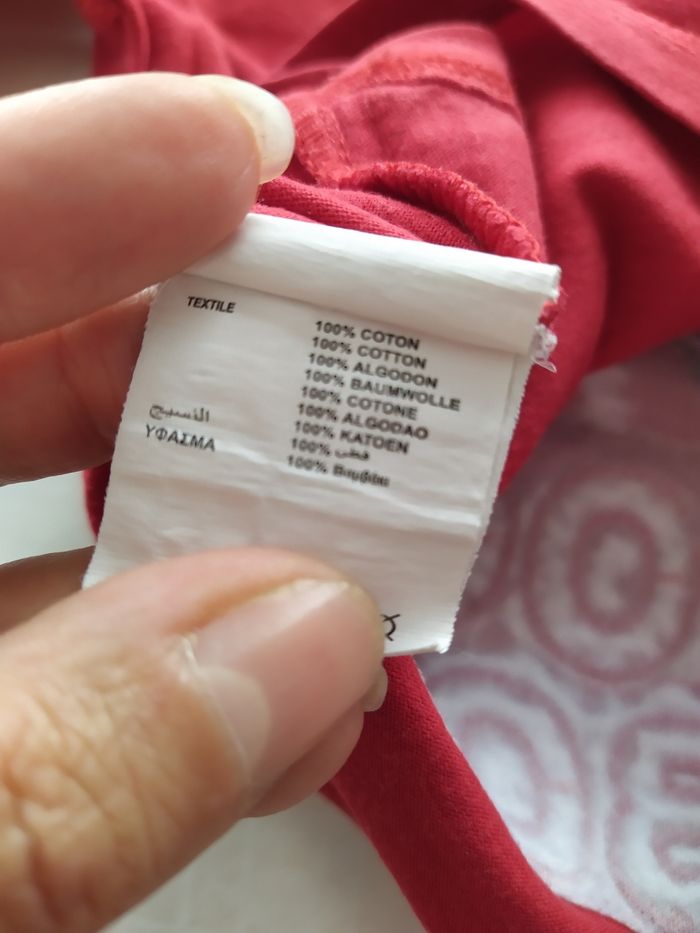 TEXTILE
100% COTON
100% COTTON
100% ALGODON
100% BAUMWOLLE
100% COTONE
100% ALGODAO
100% KATOEN
النسيج
100% قطن
ΥΦΑΣΜΑ
100%